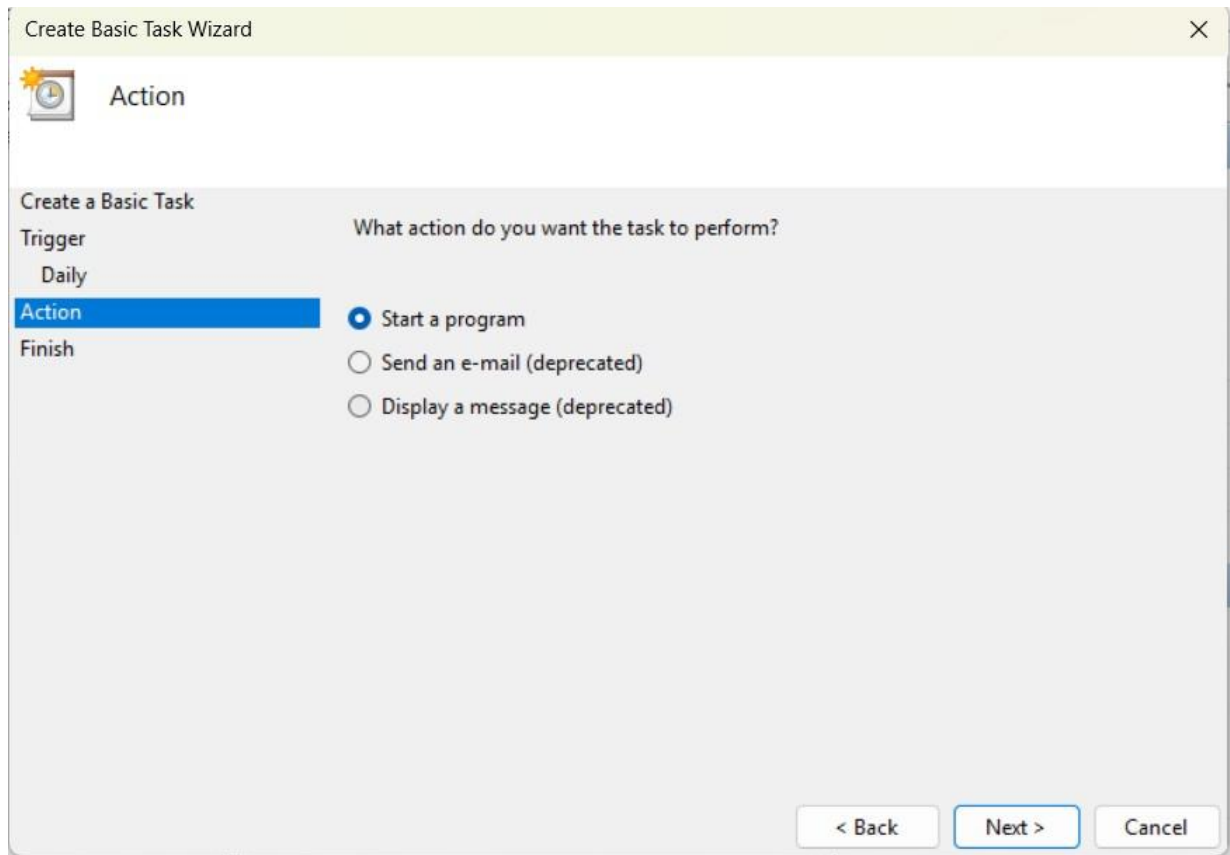 Create Basic Task Wizard
Action
Create a Basic Task
Trigger
Daily
Action
Finish
What action do you want the task to perform?
Start a program
Send an e-mail (deprecated)
Display a message (deprecated)
< Back
Next >
Cancel